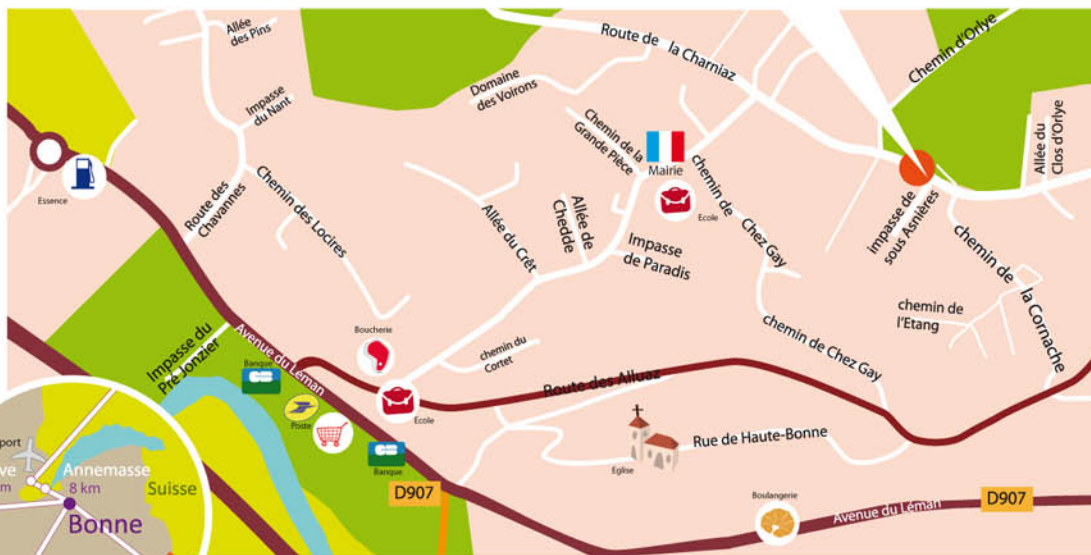 Allée
des Pins
Route de la Charniaz
Chemin d'Orlye
Domaine
des Voirons
Impasse
du Nant
Chemin de la
Grande Pièce
Mairie
Ecole
chemin de
Chez Gay
Allée du
Clos d'Orlye
impasse de
sous Asnières
Essence
Route des
Chavannes
Chemin des Locires
Allée du Crêt
Allée de
Chedde
Impasse
de Paradis
chemin de
la Cornache
chemin de
l'Etang
chemin de Chez Gay
Impasse du
Pré Jonzier
Avenue du Léman
Boucherie
chemin du
Cortet
Banque
Route des Alluaz
Poste
Ecole
Banque
Eglise
Rue de Haute-Bonne
D907
Boulangerie
Avenue du Léman
D907
port
ve
m
Annemasse
8 km
Suisse
Bonne